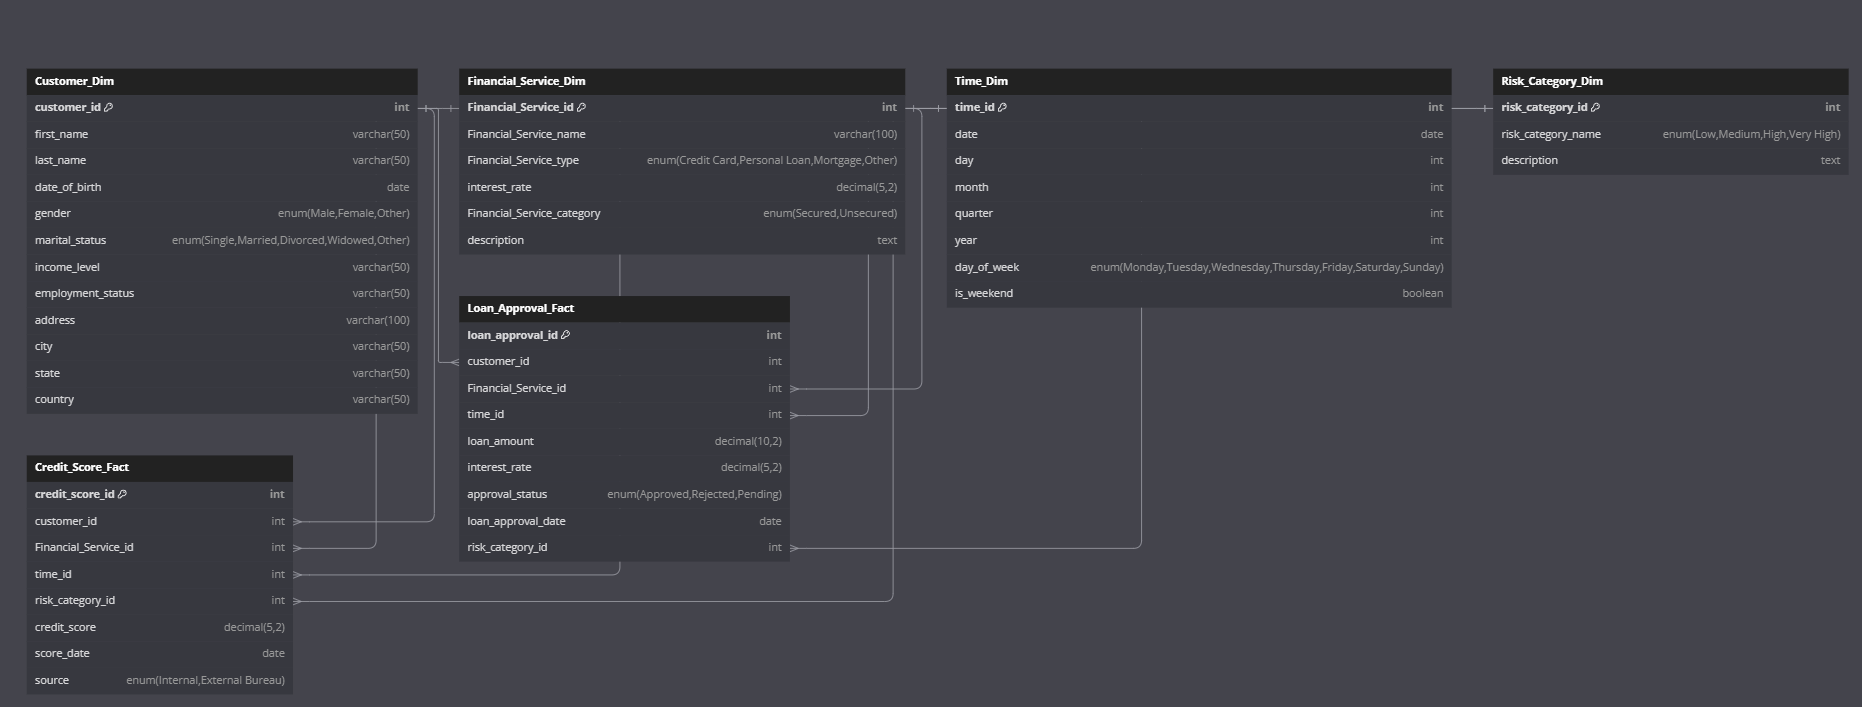 Customer_Dim
customer_id int
first_name varchar(50)
last_name varchar(50)
date_of_birth date
gender enum(Male,Female,Other)
marital_status enum(Single,Married,Divorced,Widowed,Other)
income_level varchar(50)
employment_status varchar(50)
address varchar(100)
city varchar(50)
state varchar(50)
country varchar(50)
Financial_Service_Dim
Financial_Service_id int
Financial_Service_name varchar(100)
Financial_Service_type enum(Credit Card,Personal Loan,Mortgage,Other)
interest_rate decimal(5,2)
Financial_Service_category enum(Secured,Unsecured)
description text
Time_Dim
time_id int
date date
day int
month int
quarter int
year int
day_of_week enum(Monday,Tuesday,Wednesday,Thursday,Friday,Saturday,Sunday)
is_weekend boolean
Risk_Category_Dim
risk_category_id int
risk_category_name enum(Low,Medium,High,Very High)
description text
Loan_Approval_Fact
loan_approval_id int
customer_id int
Financial_Service_id int
time_id int
loan_amount decimal(10,2)
interest_rate decimal(5,2)
approval_status enum(Approved,Rejected,Pending)
loan_approval_date date
risk_category_id int
Credit_Score_Fact
credit_score_id int
customer_id int
Financial_Service_id int
time_id int
risk_category_id int
credit_score decimal(5,2)
score_date date
source enum(Internal,External Bureau)